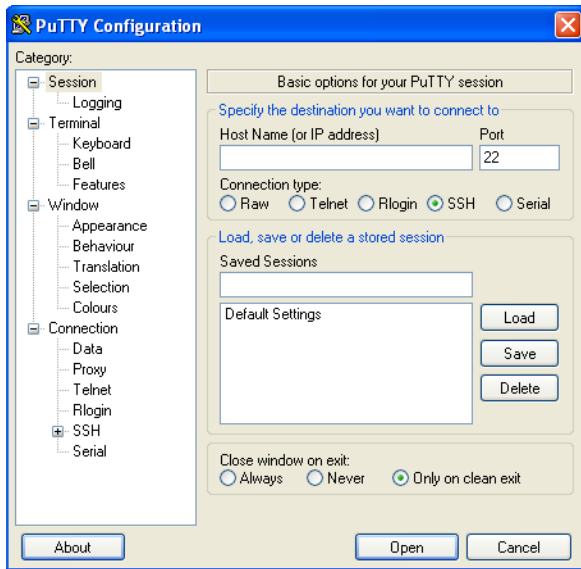 PuTTY Configuration
Category:
Session
Logging
Terminal
Keyboard
Bell
Features
Window
Appearance
Behaviour
Translation
Selection
Colours
Connection
Data
Proxy
Telnet
Rlogin
SSH
Serial
Basic options for your PuTTY session
Specify the destination you want to connect to
Host Name (or IP address) Port
22
Connection type:
Raw Telnet Rlogin SSH Serial
Load, save or delete a stored session
Saved Sessions
Default Settings
Load
Save
Delete
Close window on exit:
Always Never Only on clean exit
About Open Cancel